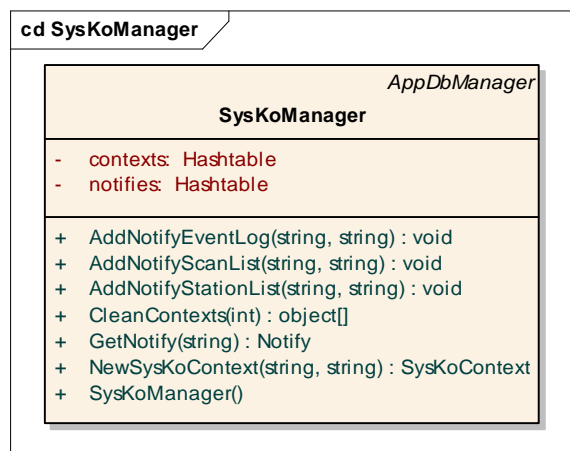 cd SysKoManager
AppDbManager
SysKoManager
- contexts: Hashtable
- notifies: Hashtable
+ AddNotifyEventLog(string, string) : void
+ AddNotifyScanList(string, string) : void
+ AddNotifyStationList(string, string) : void
+ CleanContexts(int) : object[]
+ GetNotify(string) : Notify
+ NewSysKoContext(string, string) : SysKoContext
+ SysKoManager()